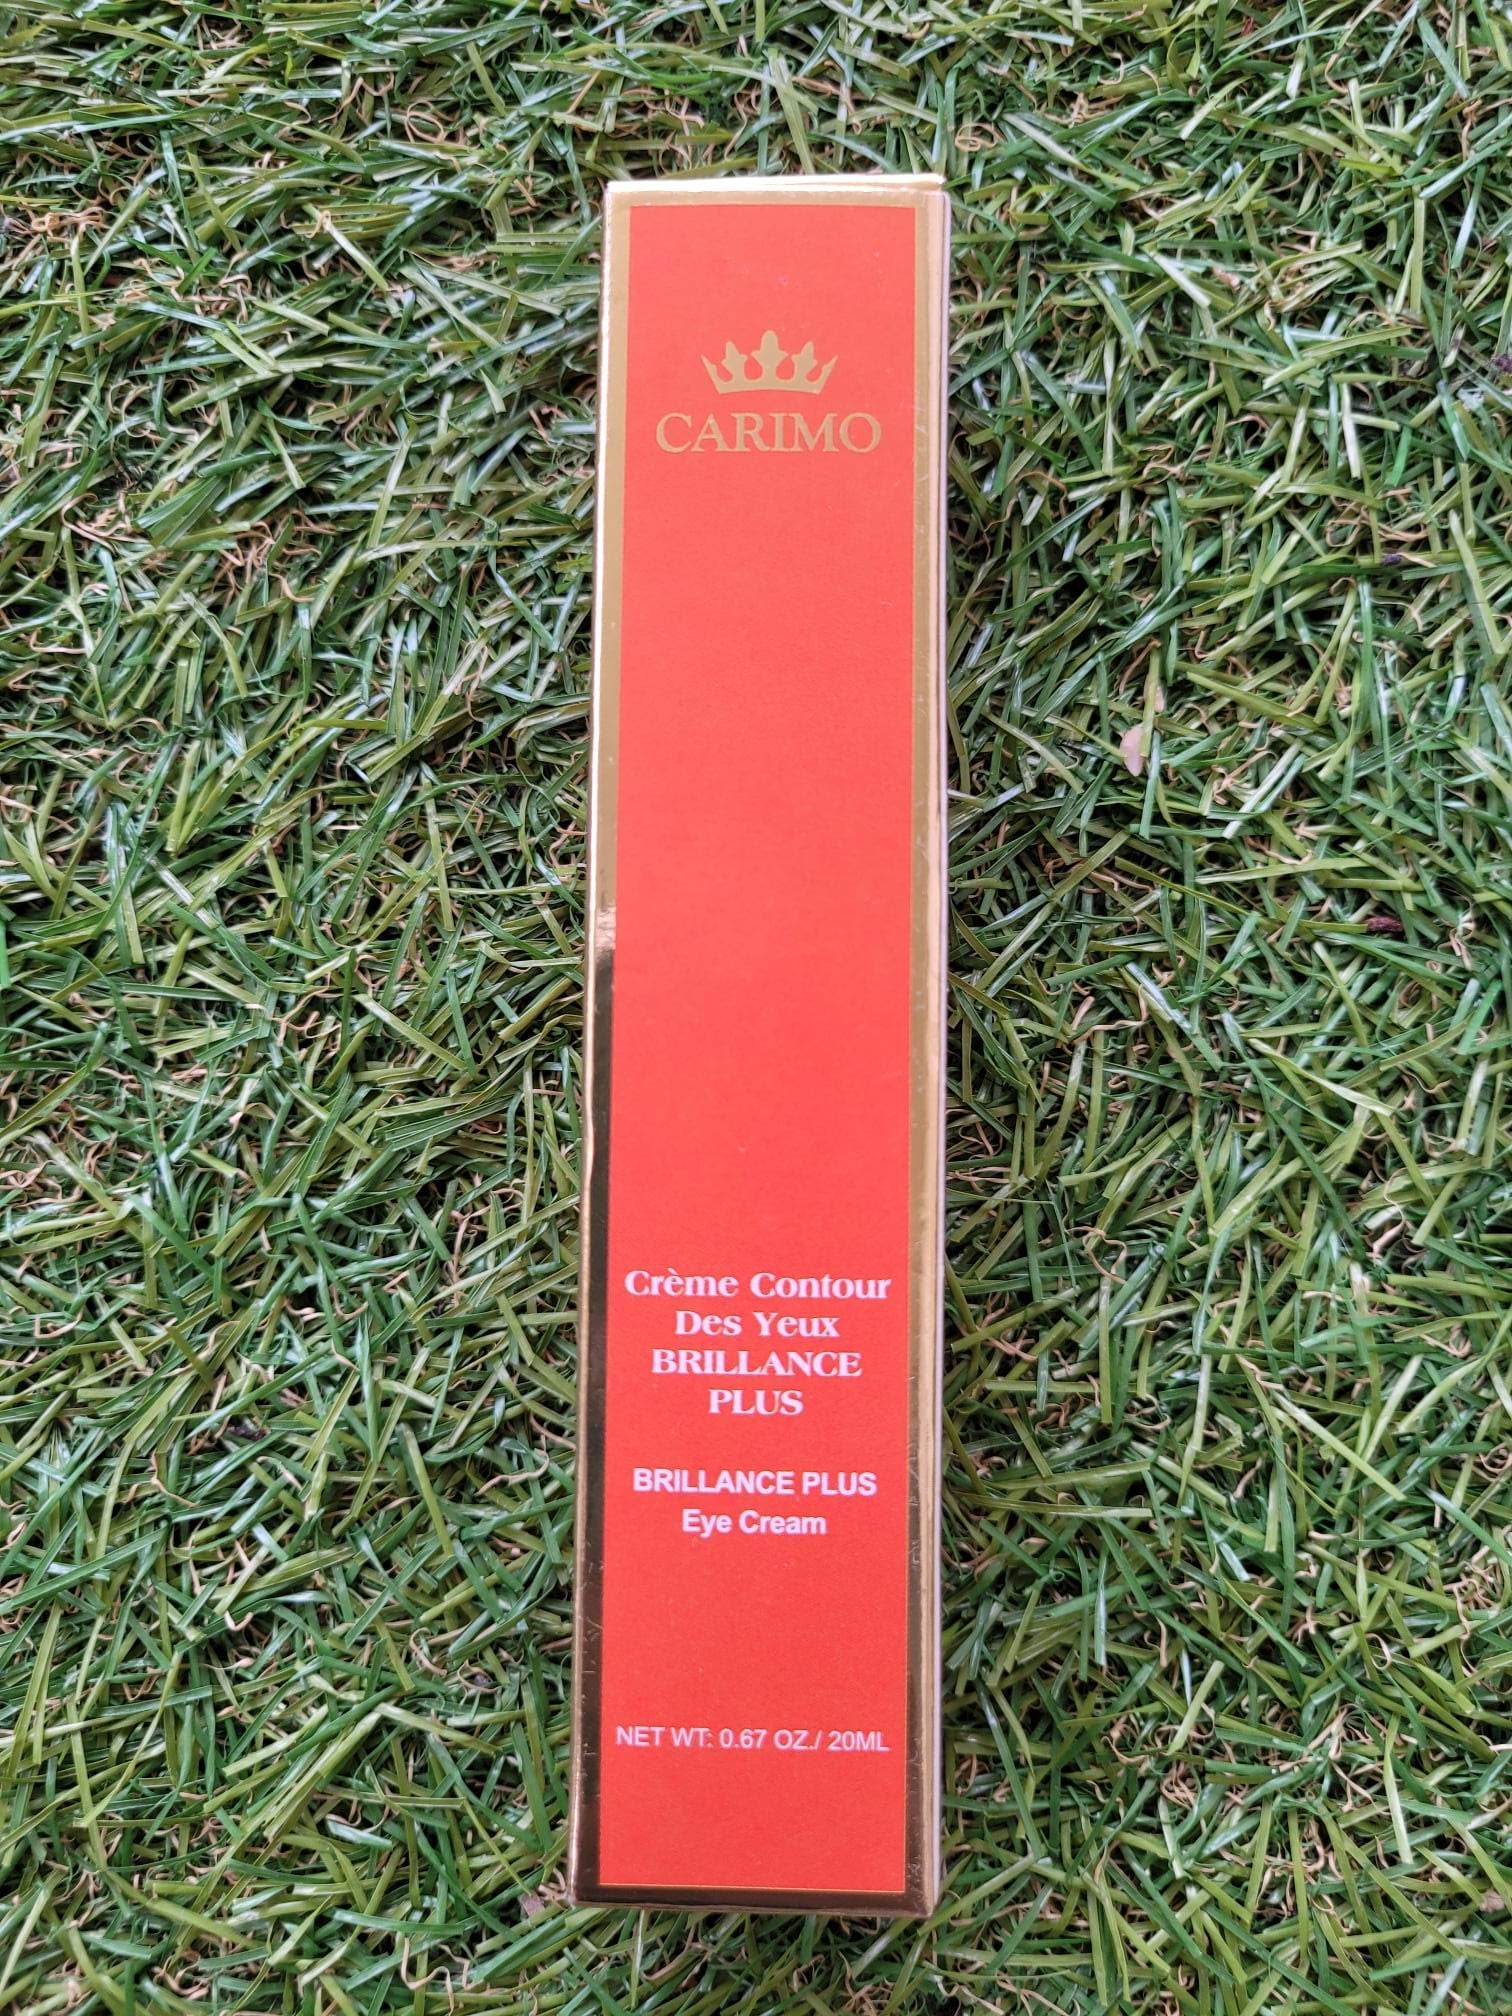 CARIMO
Crème Contour
Des Yeux
BRILLANCE
PLUS
BRILLANCE PLUS
Eye Cream
NET WT: 0.67 OZ./ 20ML